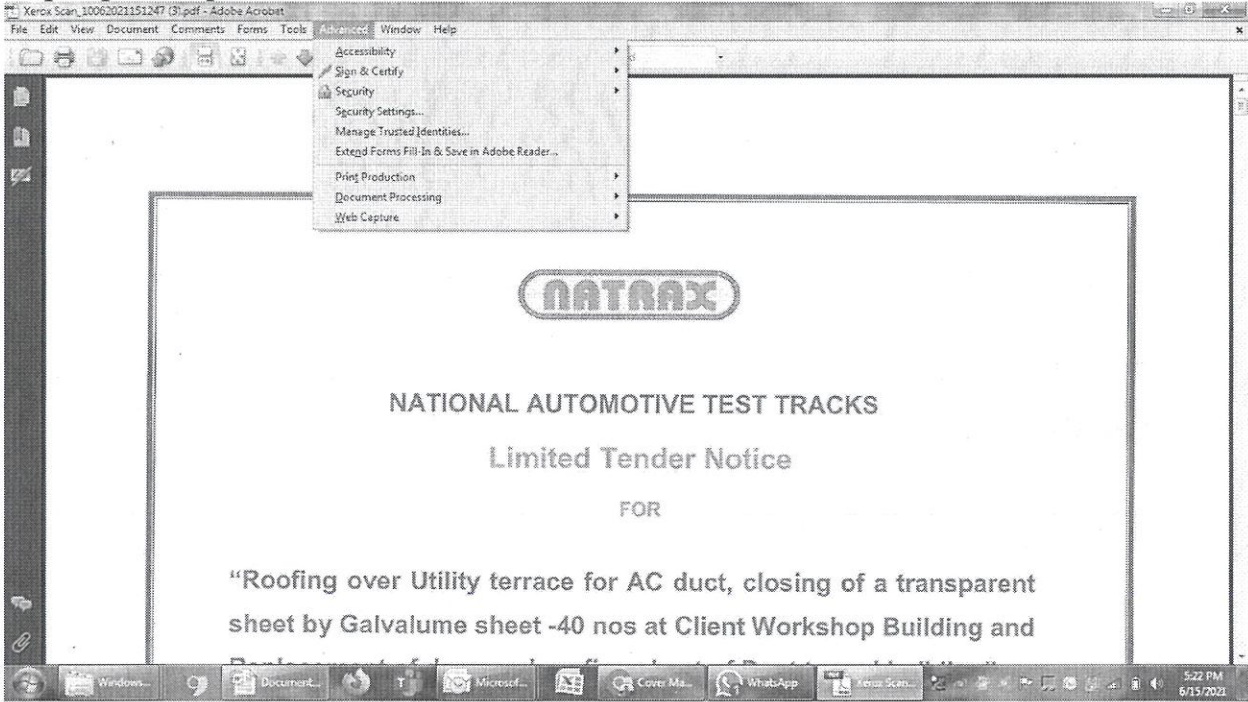 Xerox Scan_10062021151247 (3).pdf - Adobe Acrobat
File Edit View Document Comments Forms Tools Advanced Window Help
Accessibility
Sign & Certify
Security
Security Settings...
Manage Trusted Identities...
Extend Forms Fill-In & Save in Adobe Reader...
Print Production
Document Processing
Web Capture
NATRAX
NATIONAL AUTOMOTIVE TEST TRACKS
Limited Tender Notice
FOR
“Roofing over Utility terrace for AC duct, closing of a transparent
sheet by Galvalume sheet -40 nos at Client Workshop Building and
Windows... Document... Microsof... Cover Ma... WhatsApp Xerox Scan... 5:22 PM
6/15/2021